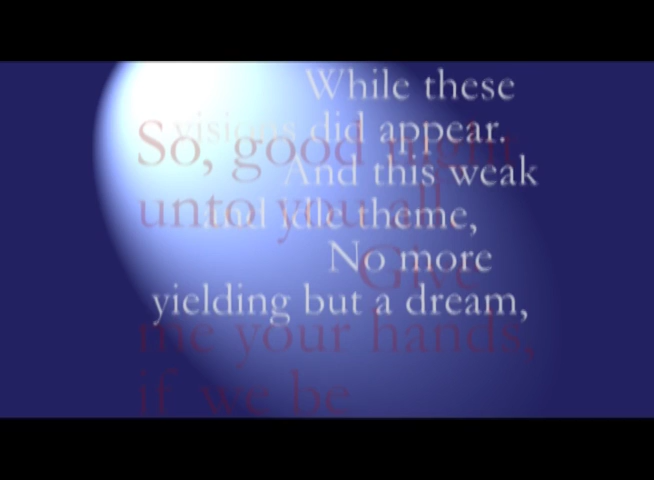 While these
visions did appear.
So, good night
And this weak
unto you all.
and idle theme,
Give
No more
yielding but a dream,
me your hands,
if we be